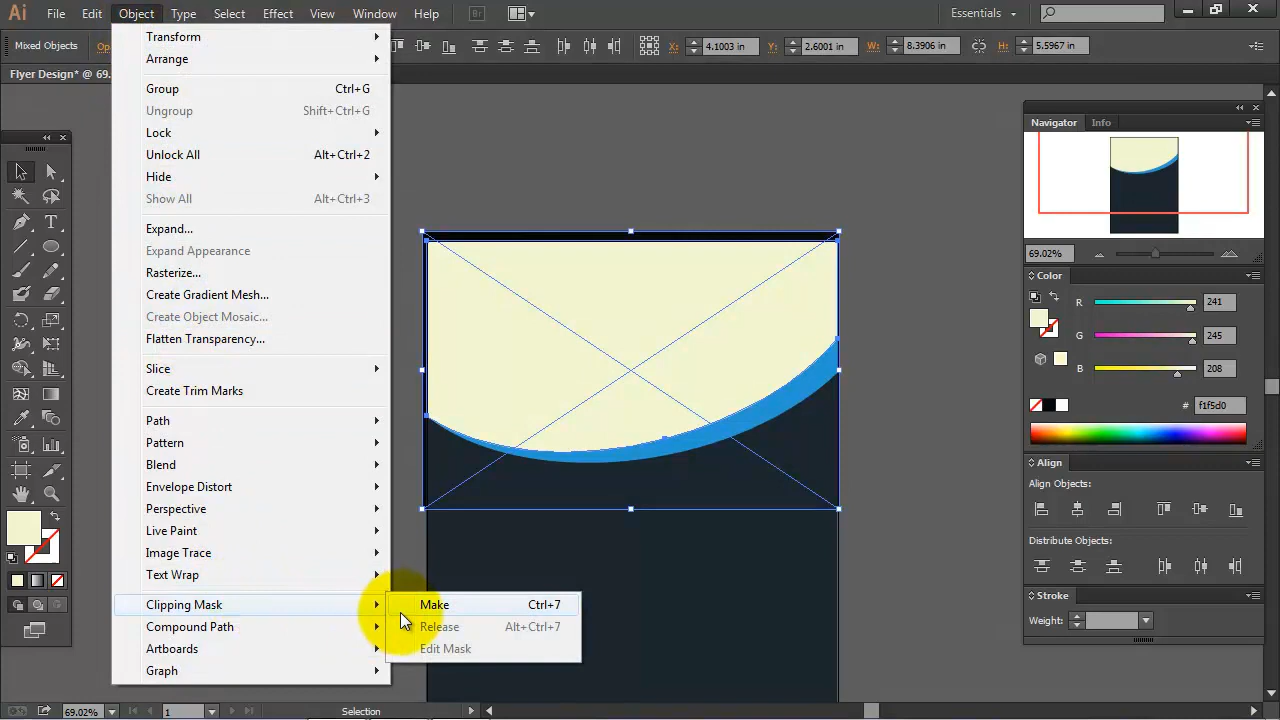 Ai File Edit Object Type Select Effect View Window Help Br Essentials
Mixed Objects X: 4.1003 in Y: 2.6001 in W: 8.3906 in H: 5.5967 in
Flyer Design* @ 69.
Transform
Arrange
Group Ctrl+G
Ungroup Shift+Ctrl+G
Lock
Unlock All Alt+Ctrl+2
Hide
Show All Alt+Ctrl+3
Expand...
Expand Appearance
Rasterize...
Create Gradient Mesh...
Create Object Mosaic...
Flatten Transparency...
Slice
Create Trim Marks
Path
Pattern
Blend
Envelope Distort
Perspective
Live Paint
Image Trace
Text Wrap
Clipping Mask
Compound Path
Artboards
Graph
Make Ctrl+7
Release Alt+Ctrl+7
Edit Mask
Navigator Info
69.02%
Color
R 241
G 245
B 208
# f1f5d0
Align
Align Objects:
Distribute Objects:
Stroke
Weight:
69.02% 1 Selection